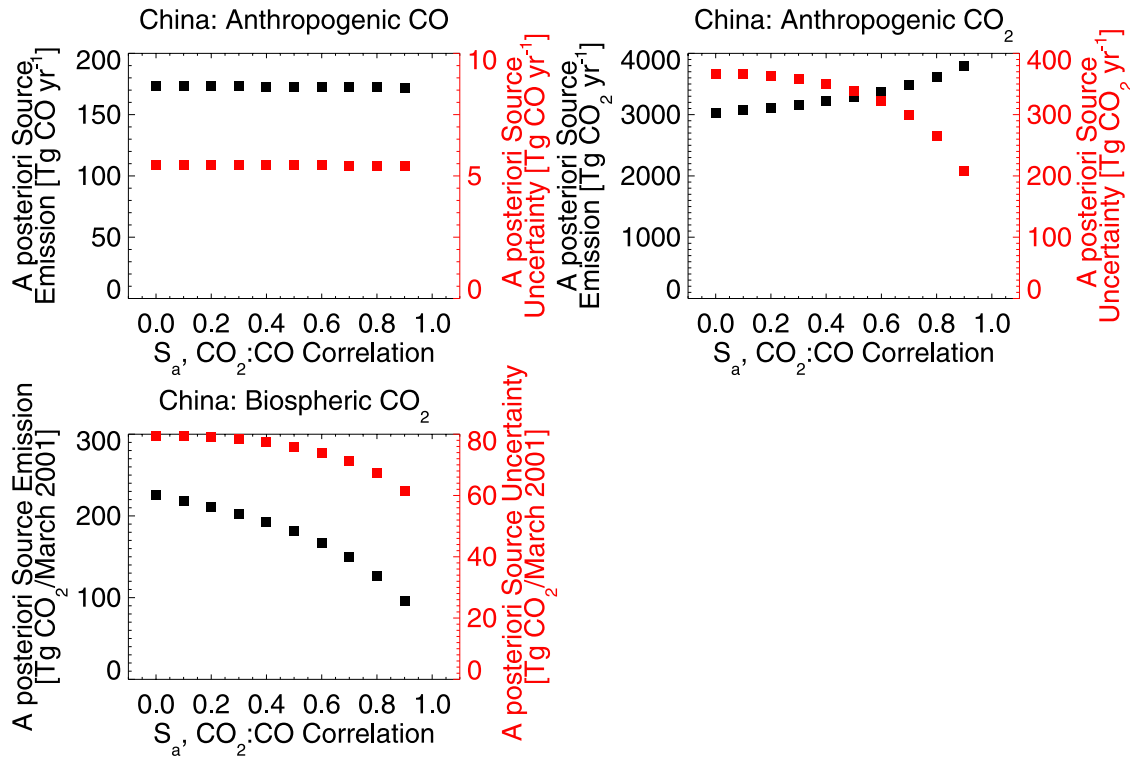 China: Anthropogenic CO
A posteriori Source
Emission [Tg CO yr⁻¹]
200
150
100
50
0
10
5
0
A posteriori Source
Uncertainty [Tg CO yr⁻¹]
0.0 0.2 0.4 0.6 0.8 1.0
Sₐ, CO₂:CO Correlation
China: Anthropogenic CO₂
A posteriori Source
Emission [Tg CO₂ yr⁻¹]
4000
3000
2000
1000
0
400
300
200
100
0
A posteriori Source
Uncertainty [Tg CO₂ yr⁻¹]
0.0 0.2 0.4 0.6 0.8 1.0
Sₐ, CO₂:CO Correlation
China: Biospheric CO₂
A posteriori Source Emission
[Tg CO₂/March 2001]
300
200
100
0
80
60
40
20
0
A posteriori Source Uncertainty
[Tg CO₂/March 2001]
0.0 0.2 0.4 0.6 0.8 1.0
Sₐ, CO₂:CO Correlation